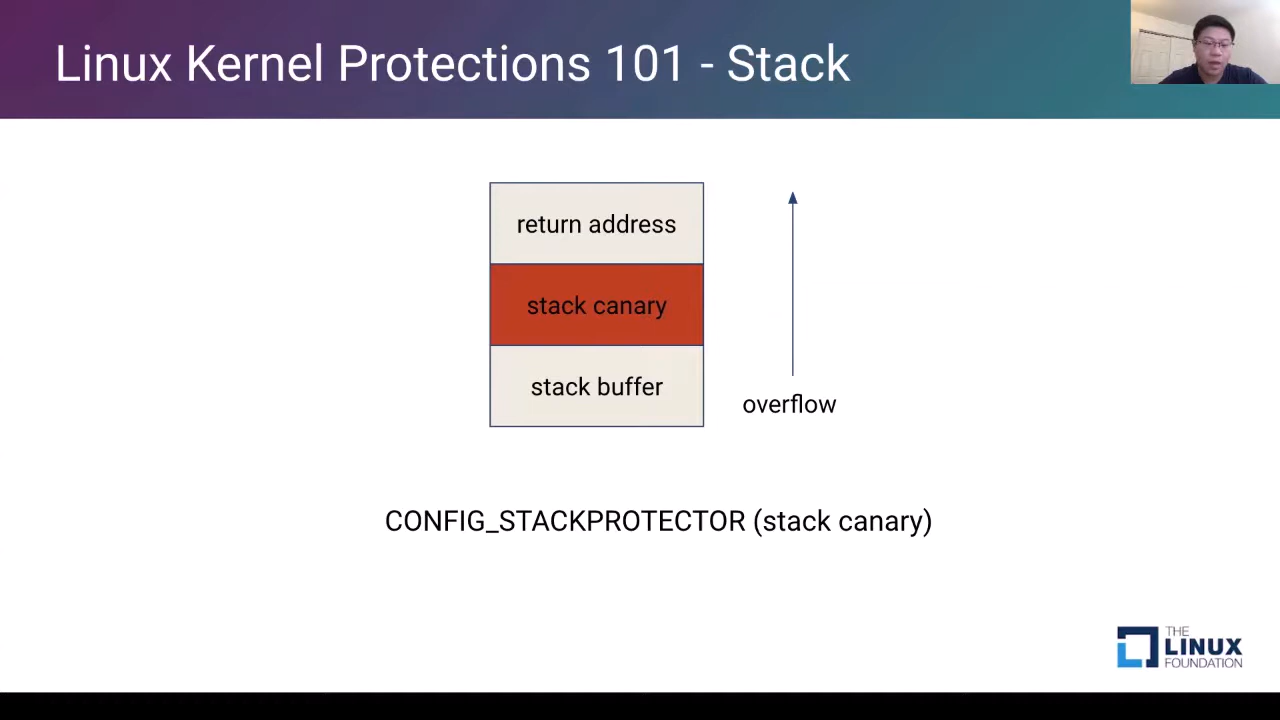 Linux Kernel Protections 101 - Stack
return address
stack canary
stack buffer
overflow
CONFIG_STACKPROTECTOR (stack canary)
THE
LINUX
FOUNDATION